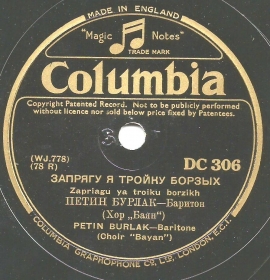 MADE IN ENGLAND
"Magic Notes"
TRADE MARK
Columbia
Copyright Patented Record. Not to be publicly performed
without licence nor sold below price fixed by Patentees.
(WJ.778)
(78 R)
DC 306
ЗАПРЯГУ Я ТРОЙКУ БОРЗЫХ
Zapriagu ya troiku borzikh
ПЕТИН БУРЛАК—Баритон
(Хор „Баян")
PETIN BURLAK—Baritone
(Choir "Bayan")
COLUMBIA GRAPHOPHONE Co. LTD. LONDON, E.C.1.